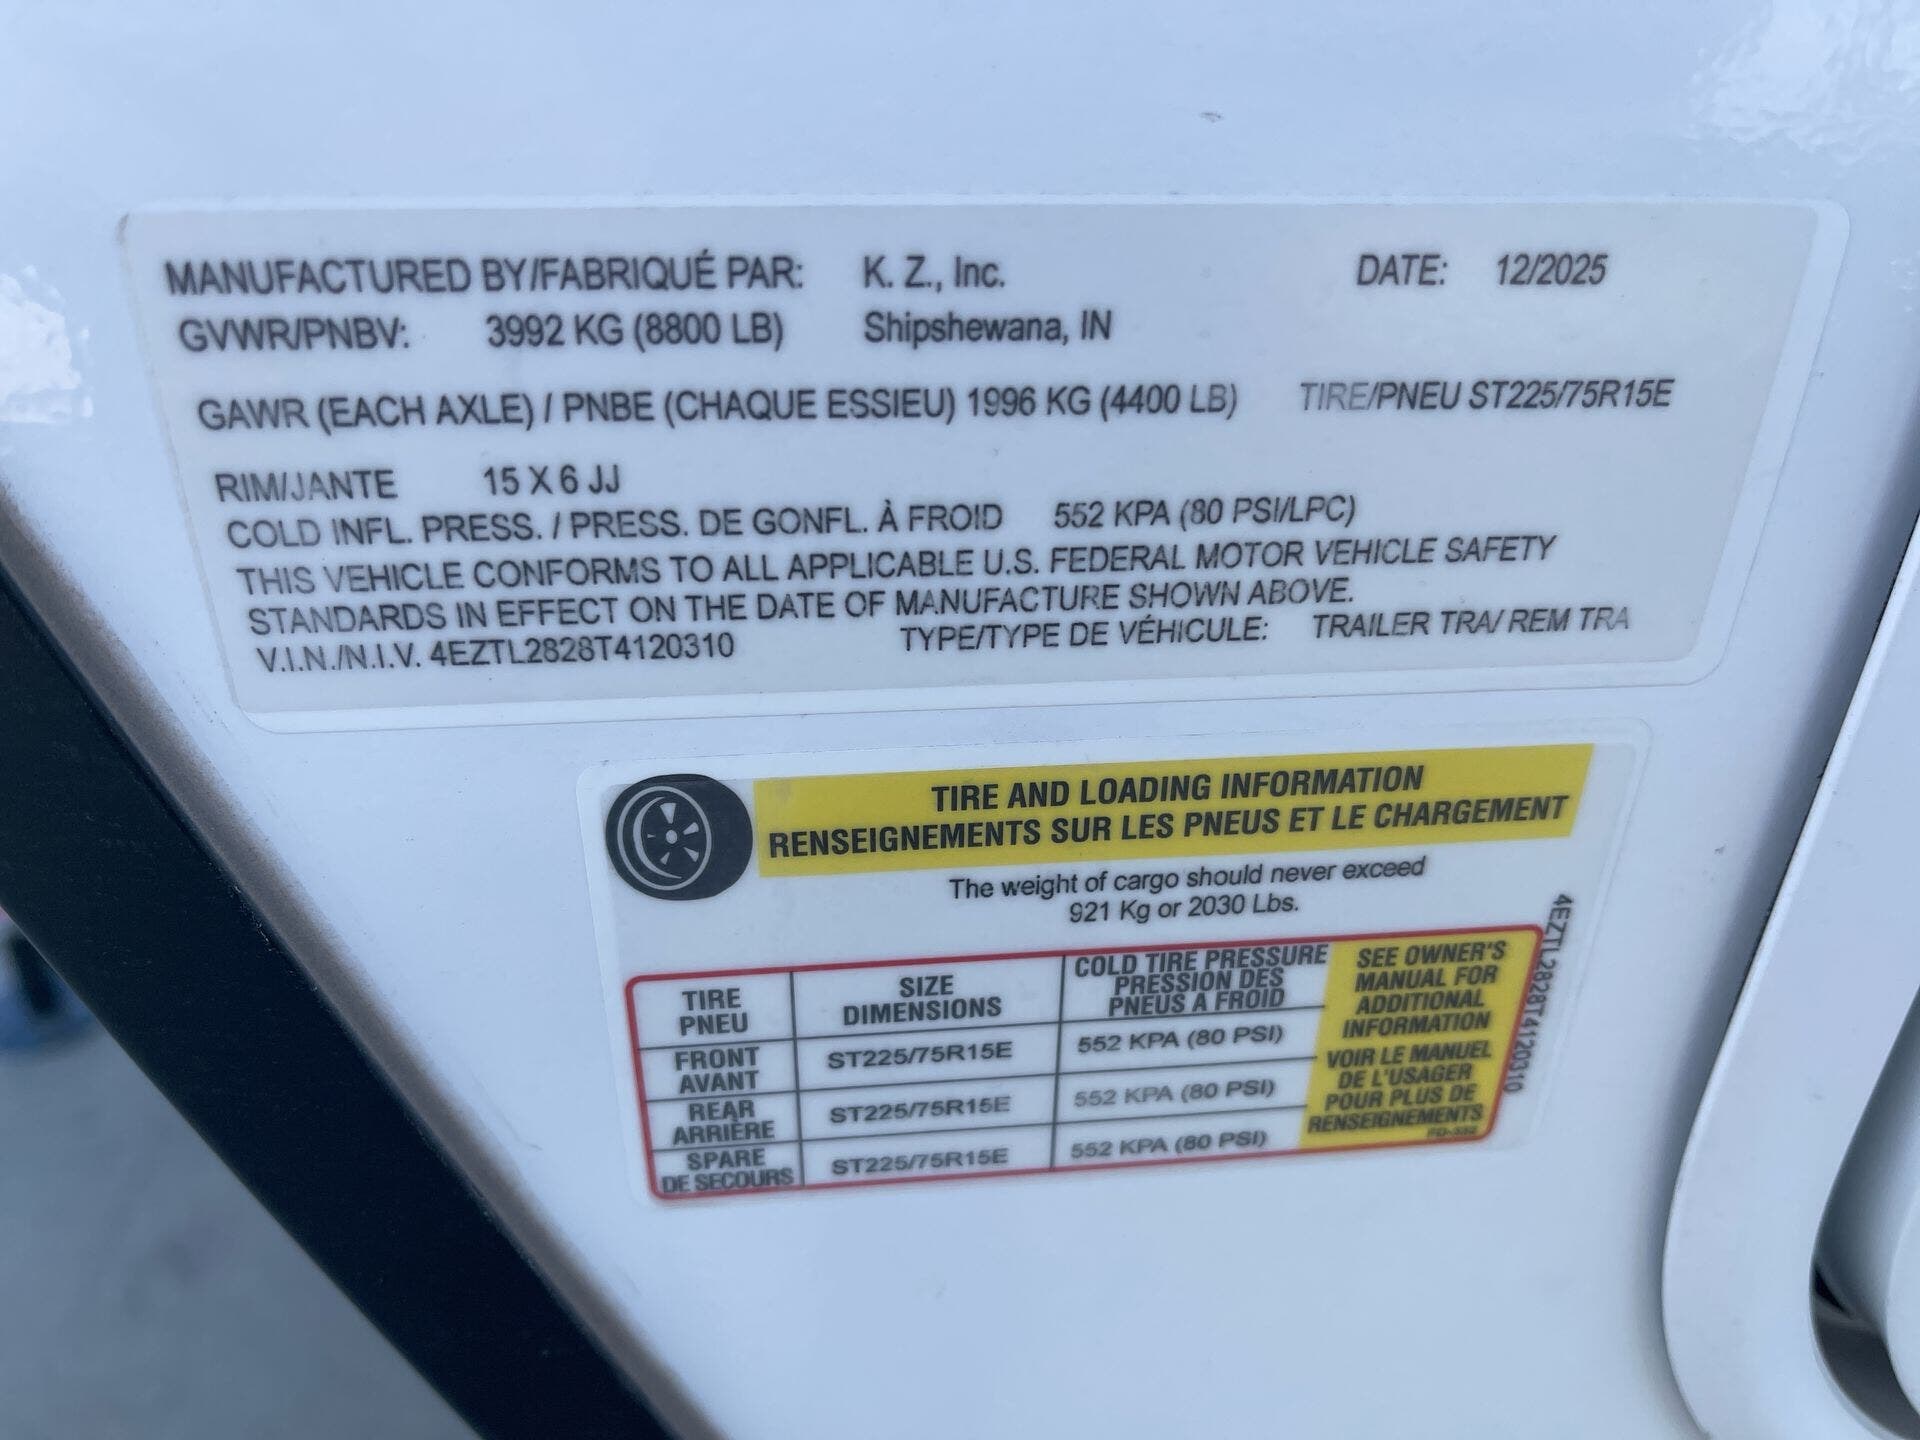 MANUFACTURED BY/FABRIQUÉ PAR: K. Z., Inc. DATE: 12/2025
GVWR/PNBV: 3992 KG (8800 LB) Shipshewana, IN
GAWR (EACH AXLE) / PNBE (CHAQUE ESSIEU) 1996 KG (4400 LB) TIRE/PNEU ST225/75R15E
RIM/JANTE 15 X 6 JJ
COLD INFL. PRESS. / PRESS. DE GONFL. À FROID 552 KPA (80 PSI/LPC)
THIS VEHICLE CONFORMS TO ALL APPLICABLE U.S. FEDERAL MOTOR VEHICLE SAFETY
STANDARDS IN EFFECT ON THE DATE OF MANUFACTURE SHOWN ABOVE.
V.I.N./N.I.V. 4EZTL2828T4120310 TYPE/TYPE DE VÉHICULE: TRAILER TRA/ REM TRA
TIRE AND LOADING INFORMATION
RENSEIGNEMENTS SUR LES PNEUS ET LE CHARGEMENT
The weight of cargo should never exceed
921 Kg or 2030 Lbs.
TIRE
PNEU
SIZE
DIMENSIONS
COLD TIRE PRESSURE
PRESSION DES
PNEUS A FROID
FRONT
AVANT
ST225/75R15E
552 KPA (80 PSI)
REAR
ARRIÈRE
ST225/75R15E
552 KPA (80 PSI)
SPARE
DE SECOURS
ST225/75R15E
552 KPA (80 PSI)
SEE OWNER'S
MANUAL FOR
ADDITIONAL
INFORMATION
VOIR LE MANUEL
DE L'USAGER
POUR PLUS DE
RENSEIGNEMENTS
4EZTL2828T4120310